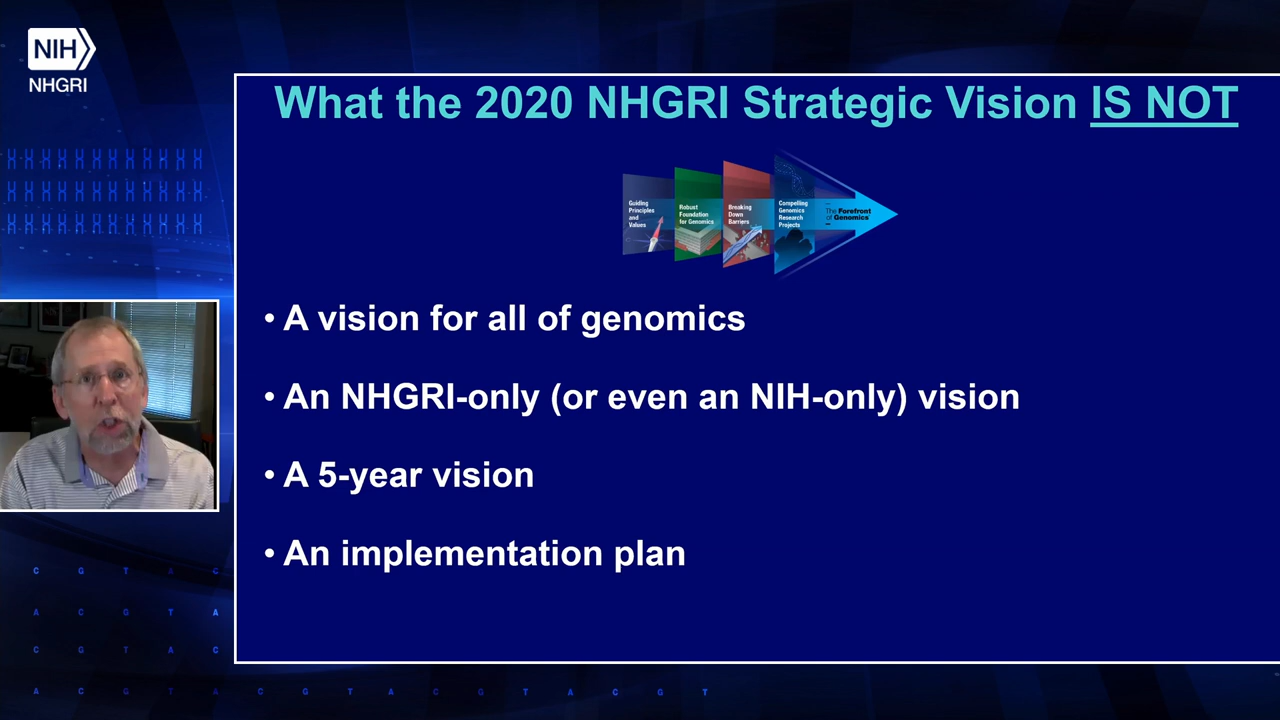 NIH
NHGRI
What the 2020 NHGRI Strategic Vision IS NOT
Guiding
Principles
and
Values
Robust
Foundation
for Genomics
Breaking
Down
Barriers
Compelling
Genomics
Research
Projects
The Forefront
of Genomics
• A vision for all of genomics
• An NHGRI-only (or even an NIH-only) vision
• A 5-year vision
• An implementation plan
C G T A C
A C G T A
C G T A C
A C G T A C G T A C G T A C G T